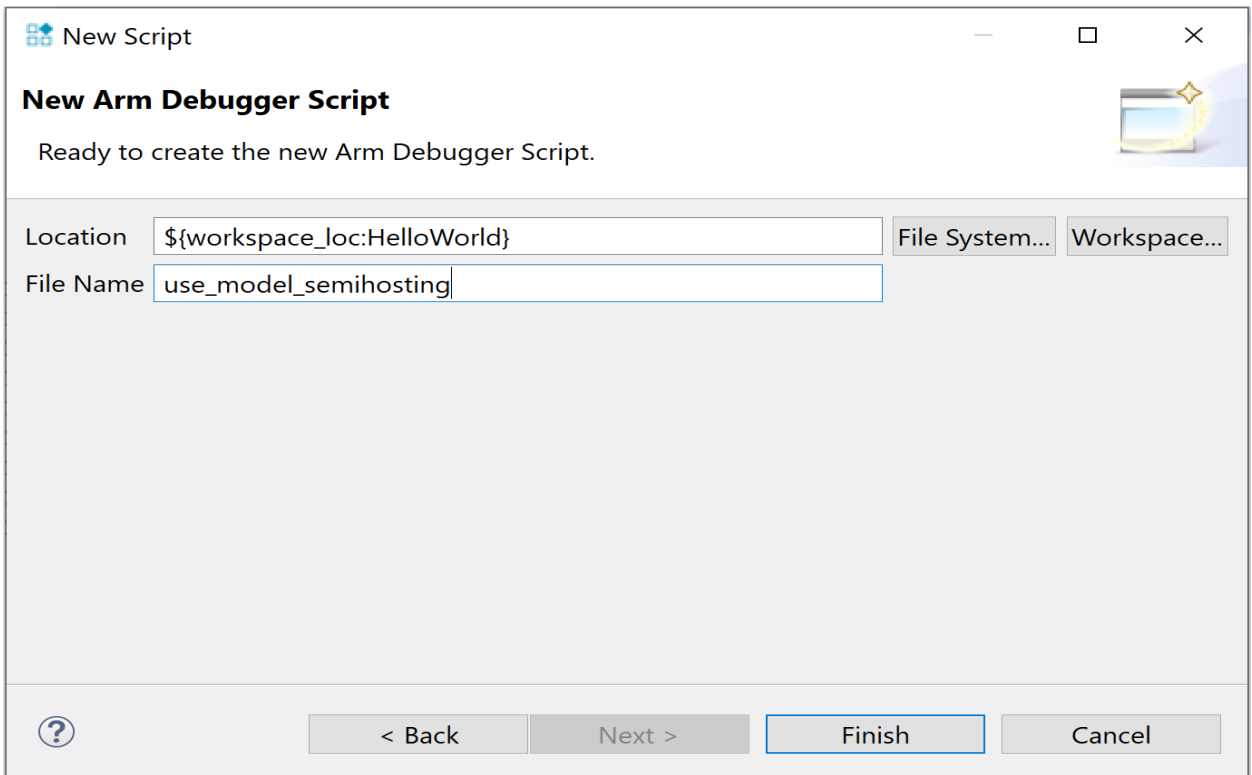 New Script
New Arm Debugger Script
Ready to create the new Arm Debugger Script.
Location ${workspace_loc:HelloWorld} File System... Workspace...
File Name use_model_semihosting
? < Back Next > Finish Cancel